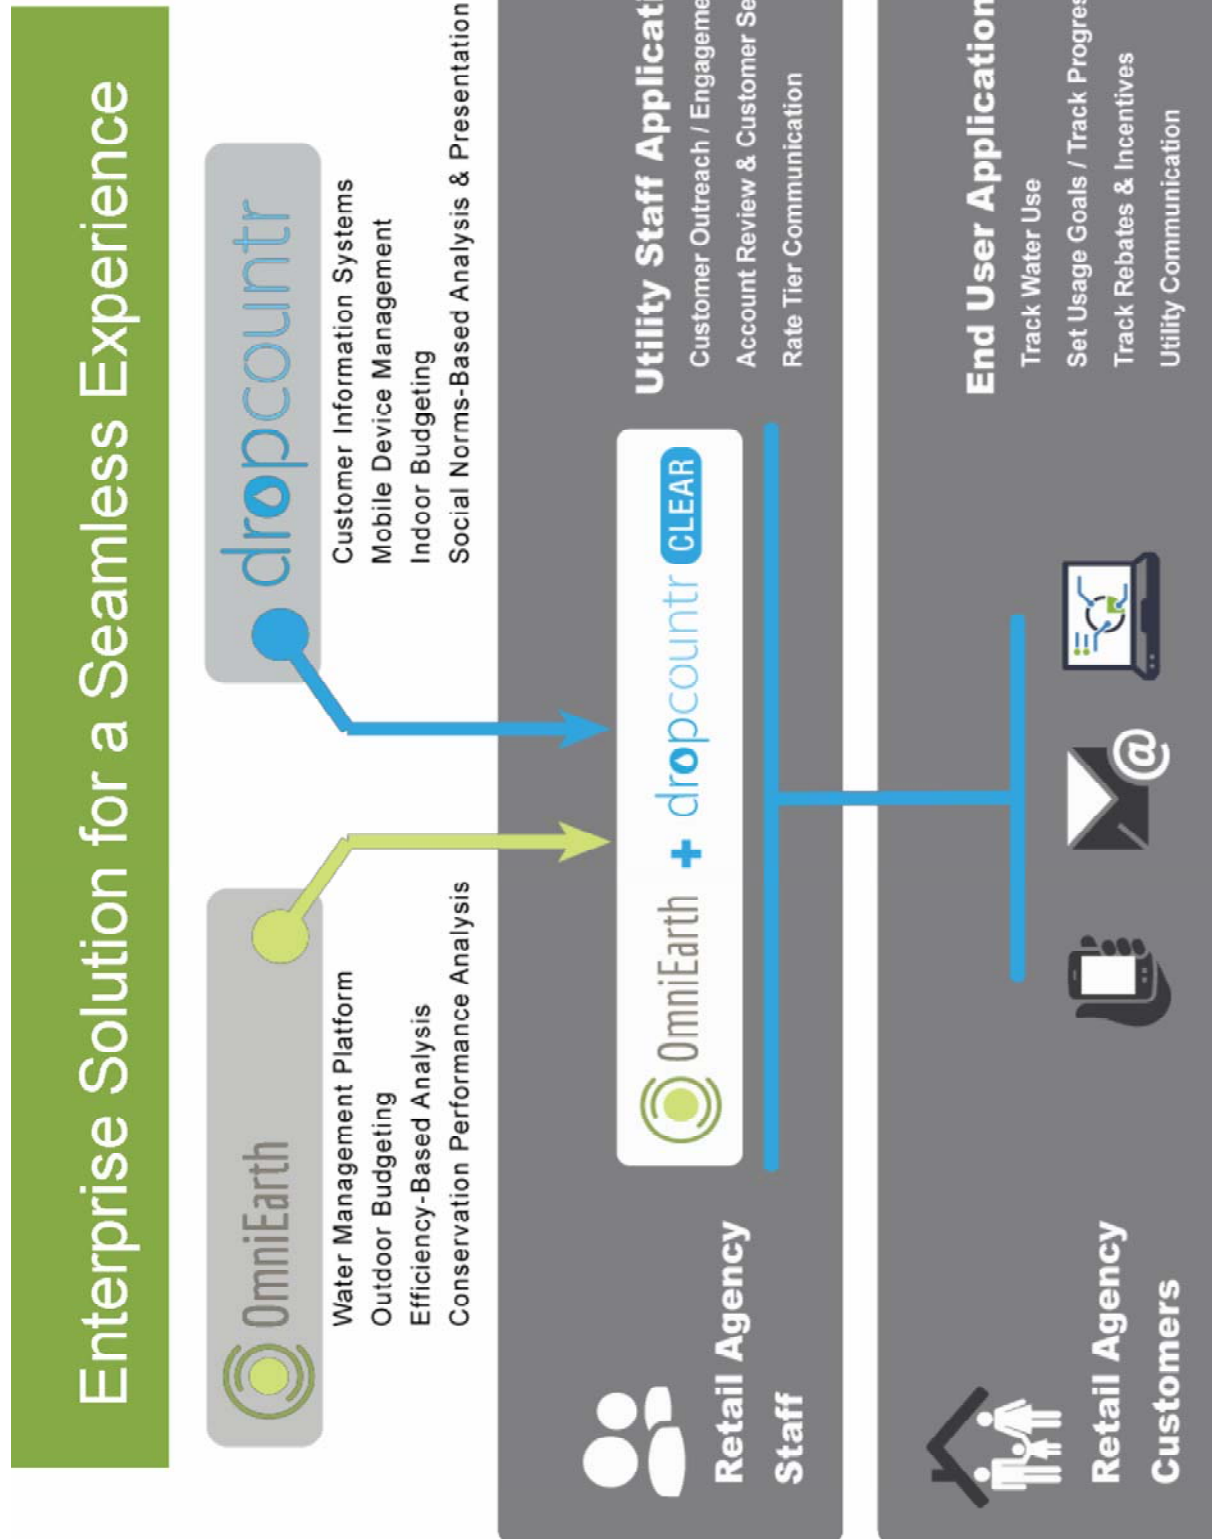 Enterprise Solution for a Seamless Experience
OmniEarth
Water Management Platform
Outdoor Budgeting
Efficiency-Based Analysis
Conservation Performance Analysis
dropcountr
Customer Information Systems
Mobile Device Management
Indoor Budgeting
Social Norms-Based Analysis & Presentation
Retail Agency
Staff
OmniEarth + dropcountr CLEAR
Utility Staff Applicati
Customer Outreach / Engageme
Account Review & Customer Se
Rate Tier Communication
Retail Agency
Customers
@
End User Application
Track Water Use
Set Usage Goals / Track Progres
Track Rebates & Incentives
Utility Communication